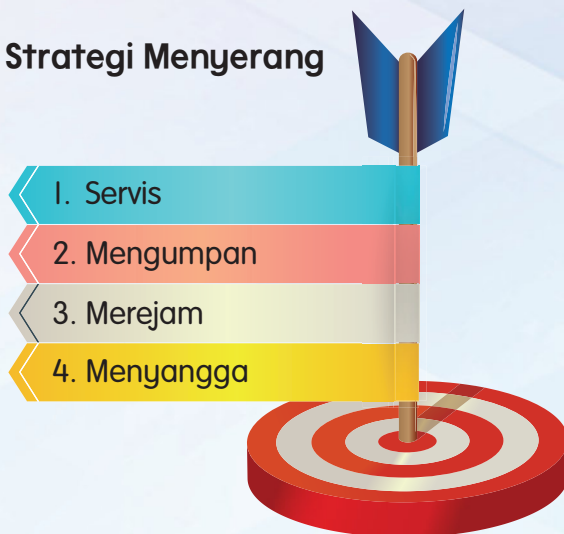 Strategi Menyerang
1. Servis
2. Mengumpan
3. Merejam
4. Menyangga